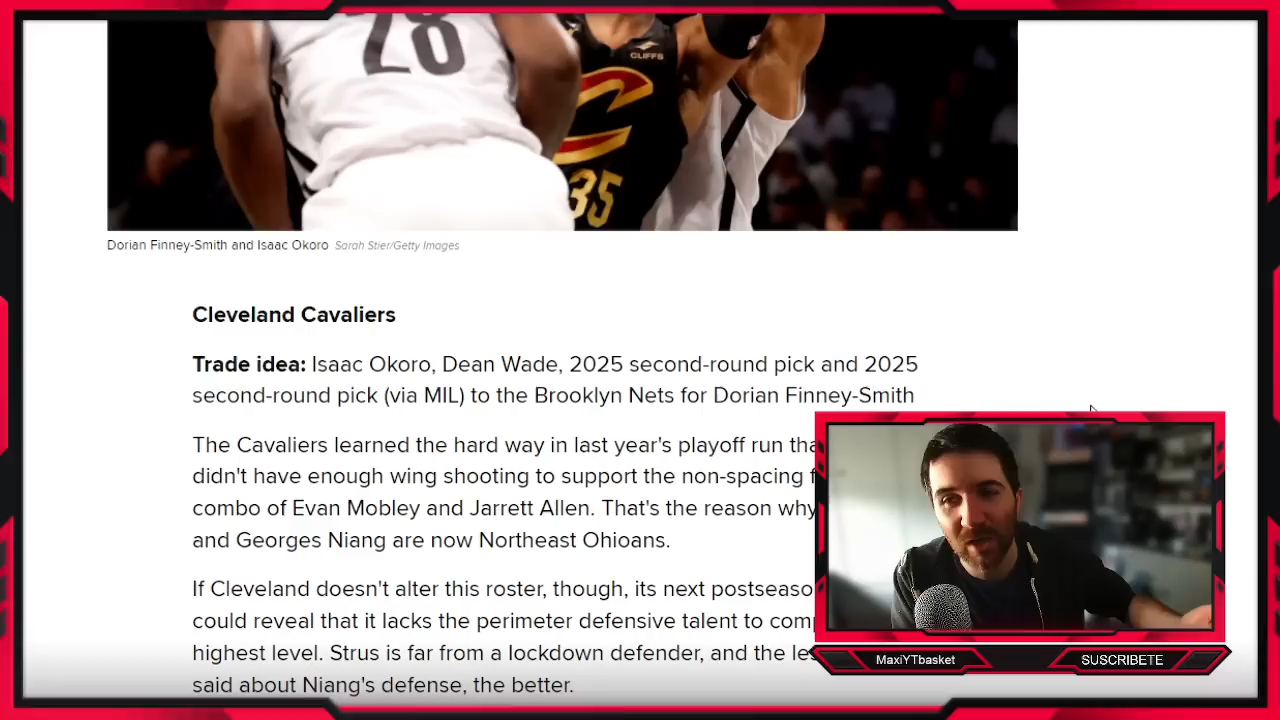 28
CLIFFS
35
Dorian Finney-Smith and Isaac Okoro Sarah Stier/Getty Images
Cleveland Cavaliers
Trade idea: Isaac Okoro, Dean Wade, 2025 second-round pick and 2025
second-round pick (via MIL) to the Brooklyn Nets for Dorian Finney-Smith
The Cavaliers learned the hard way in last year's playoff run
didn't have enough wing shooting to support the non-spacing
combo of Evan Mobley and Jarrett Allen. That's the reason why
and Georges Niang are now Northeast Ohioans.
If Cleveland doesn't alter this roster, though, its next
could reveal that it lacks the perimeter defensive talent to
highest level. Strus is far from a lockdown defender, and the
said about Niang's defense, the better.
MaxiYTbasket
SUSCRIBETE